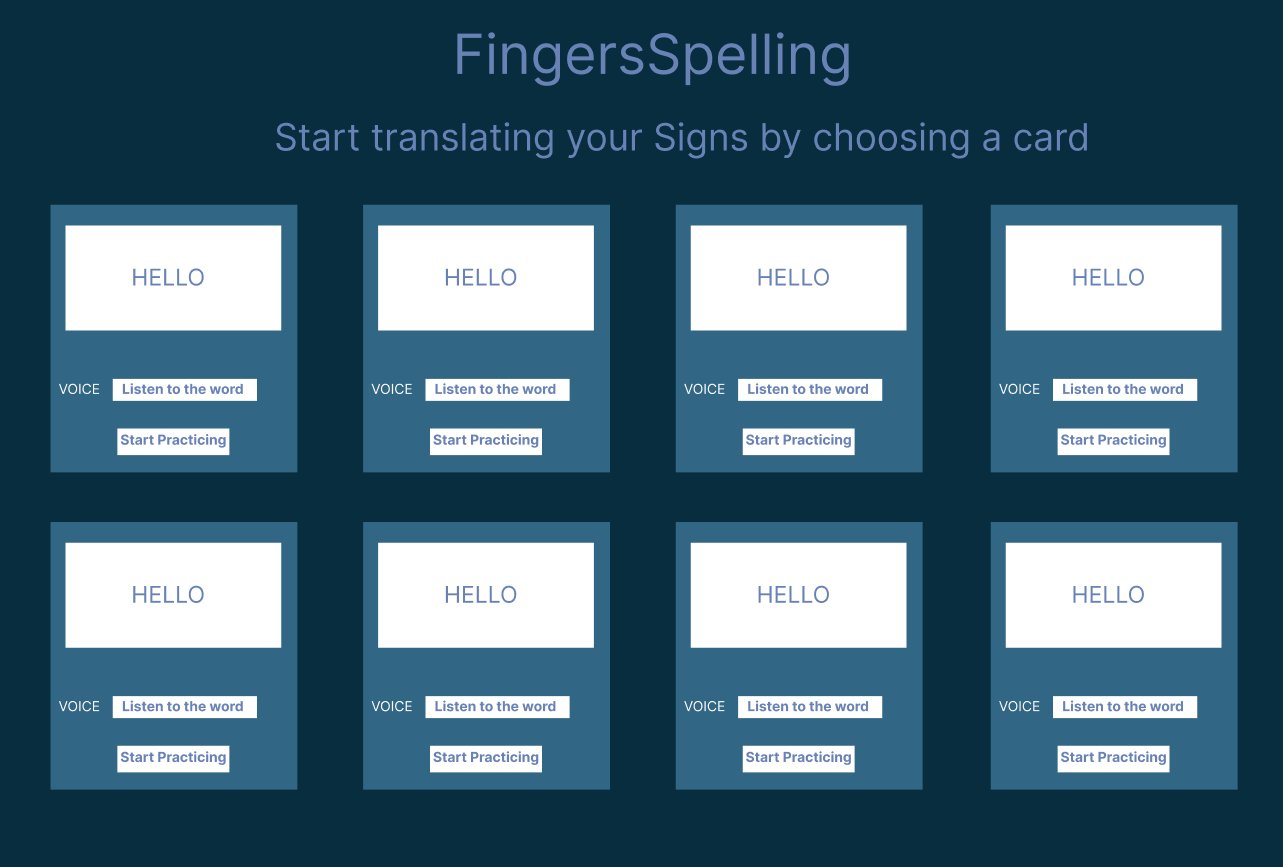 FingersSpelling
Start translating your Signs by choosing a card
HELLO
HELLO
HELLO
HELLO
VOICE Listen to the word
VOICE Listen to the word
VOICE Listen to the word
VOICE Listen to the word
Start Practicing
Start Practicing
Start Practicing
Start Practicing
HELLO
HELLO
HELLO
HELLO
VOICE Listen to the word
VOICE Listen to the word
VOICE Listen to the word
VOICE Listen to the word
Start Practicing
Start Practicing
Start Practicing
Start Practicing